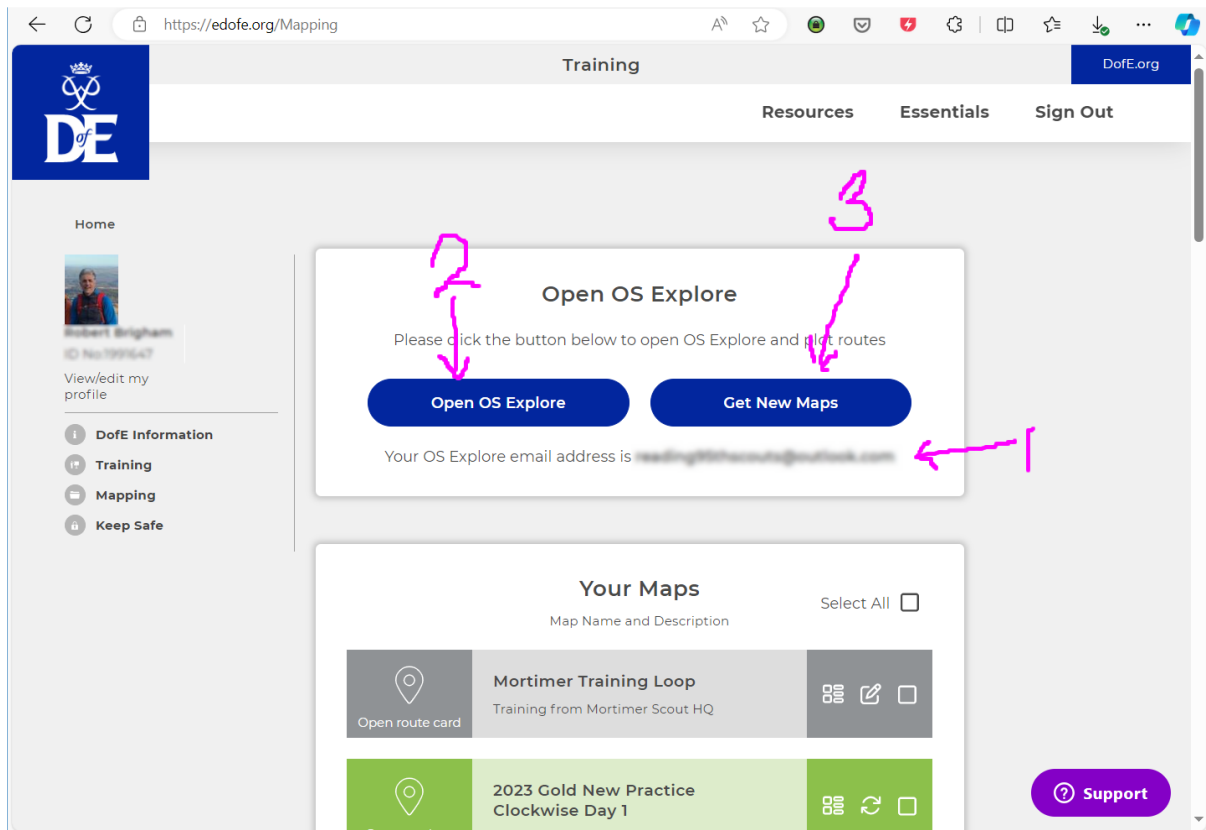 https://edofe.org/Mapping
Training
DofE.org
DofE
Resources Essentials Sign Out
3
Home
2
Open OS Explore
Please click the button below to open OS Explore and plot routes
View/edit my
profile
Open OS Explore Get New Maps
DofE Information
1
Your OS Explore email address is
Training
Mapping
Keep Safe
Your Maps
Select All
Map Name and Description
Mortimer Training Loop
Training from Mortimer Scout HQ
Open route card
2023 Gold New Practice
Clockwise Day 1
Support